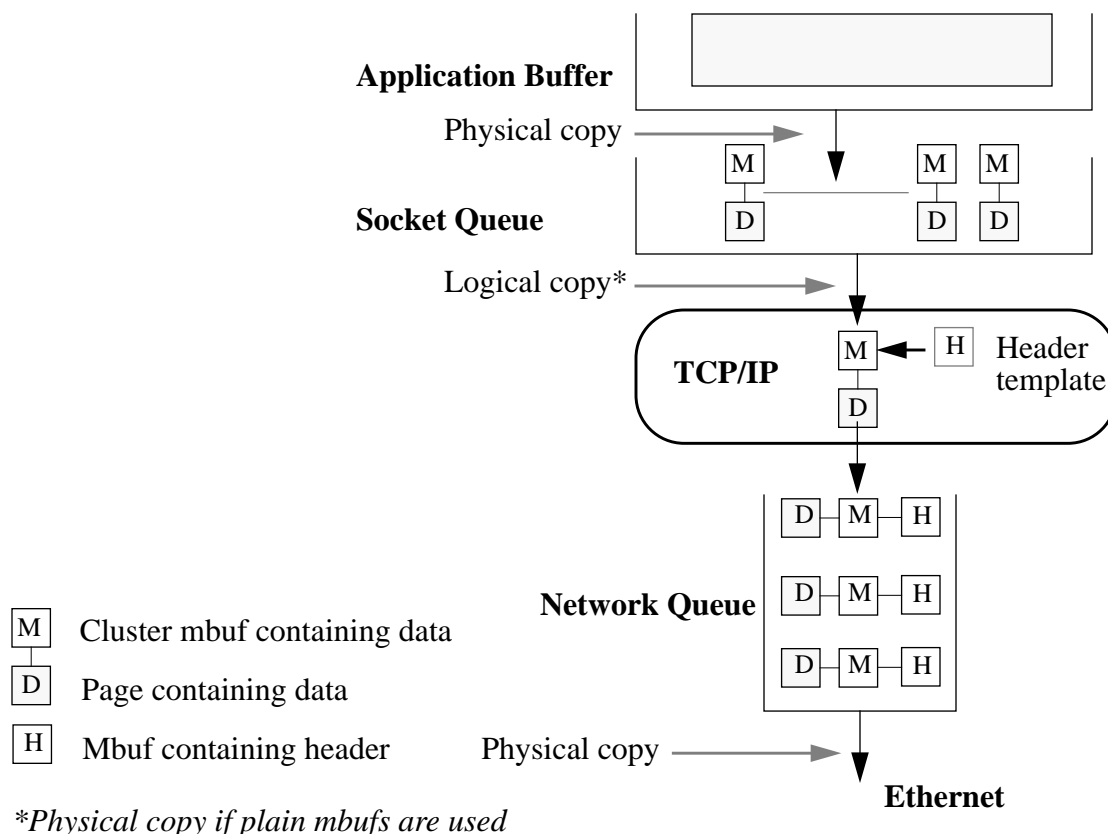 Application Buffer
Physical copy
M M M
Socket Queue
D D D
Logical copy*
M H Header
template
TCP/IP
D
D M H
Network Queue
D M H
D M H
M Cluster mbuf containing data
D Page containing data
H Mbuf containing header
Physical copy
Ethernet
*Physical copy if plain mbufs are used